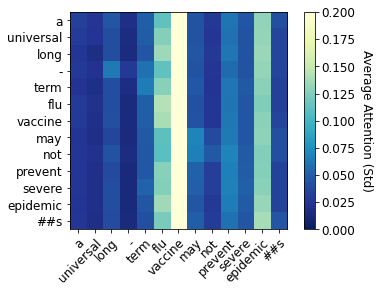 a
universal
long
-
term
flu
vaccine
may
not
prevent
severe
epidemic
##s
a
universal
long
-
term
flu
vaccine
may
not
prevent
severe
epidemic
##s
0.200
0.175
0.150
0.125
0.100
0.075
0.050
0.025
0.000
Average Attention (Std)